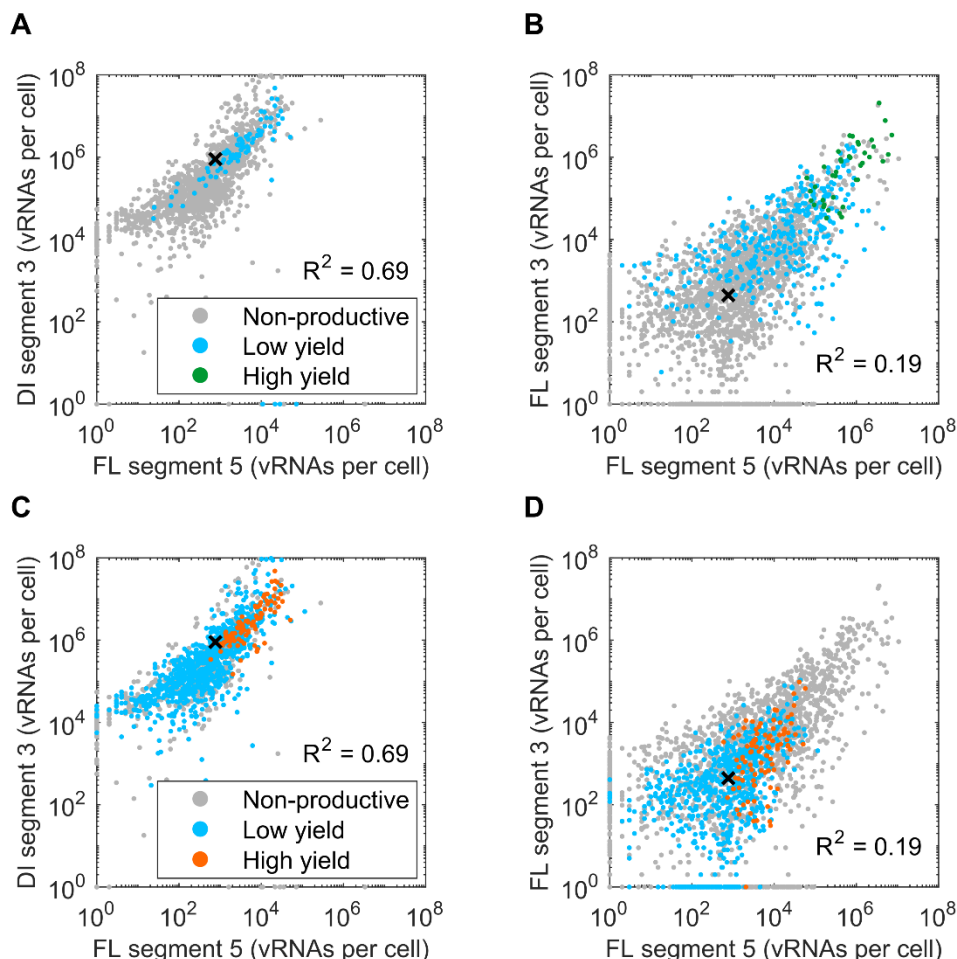 A
DI segment 3 (vRNAs per cell)
10^8
10^6
10^4
10^2
10^0
R^2 = 0.69
Non-productive
Low yield
High yield
10^0 10^2 10^4 10^6 10^8
FL segment 5 (vRNAs per cell)
B
FL segment 3 (vRNAs per cell)
10^8
10^6
10^4
10^2
10^0
R^2 = 0.19
10^0 10^2 10^4 10^6 10^8
FL segment 5 (vRNAs per cell)
C
DI segment 3 (vRNAs per cell)
10^8
10^6
10^4
10^2
10^0
R^2 = 0.69
Non-productive
Low yield
High yield
10^0 10^2 10^4 10^6 10^8
FL segment 5 (vRNAs per cell)
D
FL segment 3 (vRNAs per cell)
10^8
10^6
10^4
10^2
10^0
R^2 = 0.19
10^0 10^2 10^4 10^6 10^8
FL segment 5 (vRNAs per cell)